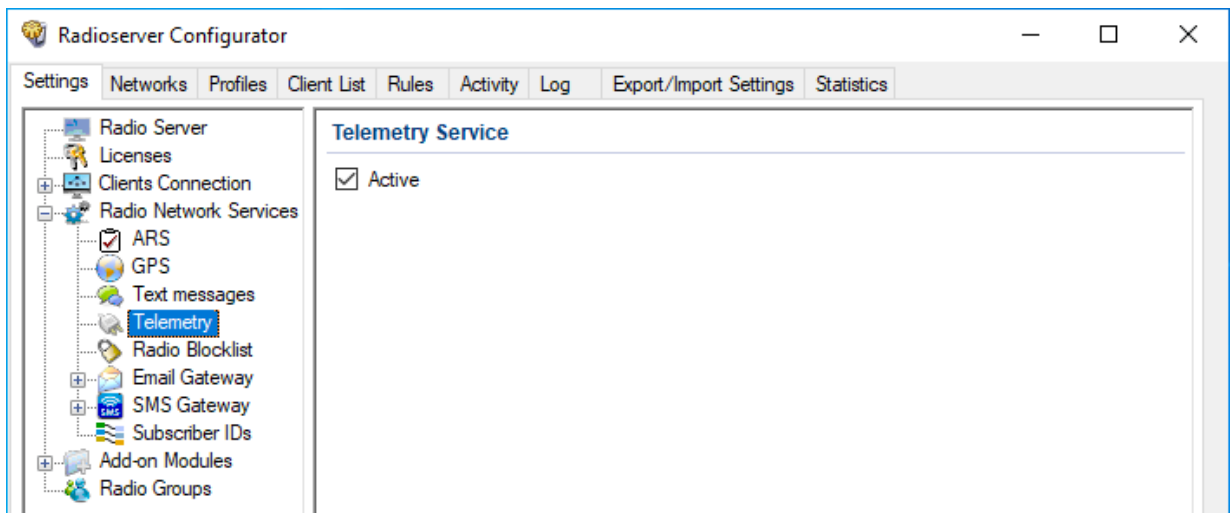 Radioserver Configurator
Settings Networks Profiles Client List Rules Activity Log Export/Import Settings Statistics
Radio Server
Licenses
Clients Connection
Radio Network Services
ARS
GPS
Text messages
Telemetry
Radio Blocklist
Email Gateway
SMS Gateway
Subscriber IDs
Add-on Modules
Radio Groups
Telemetry Service
Active